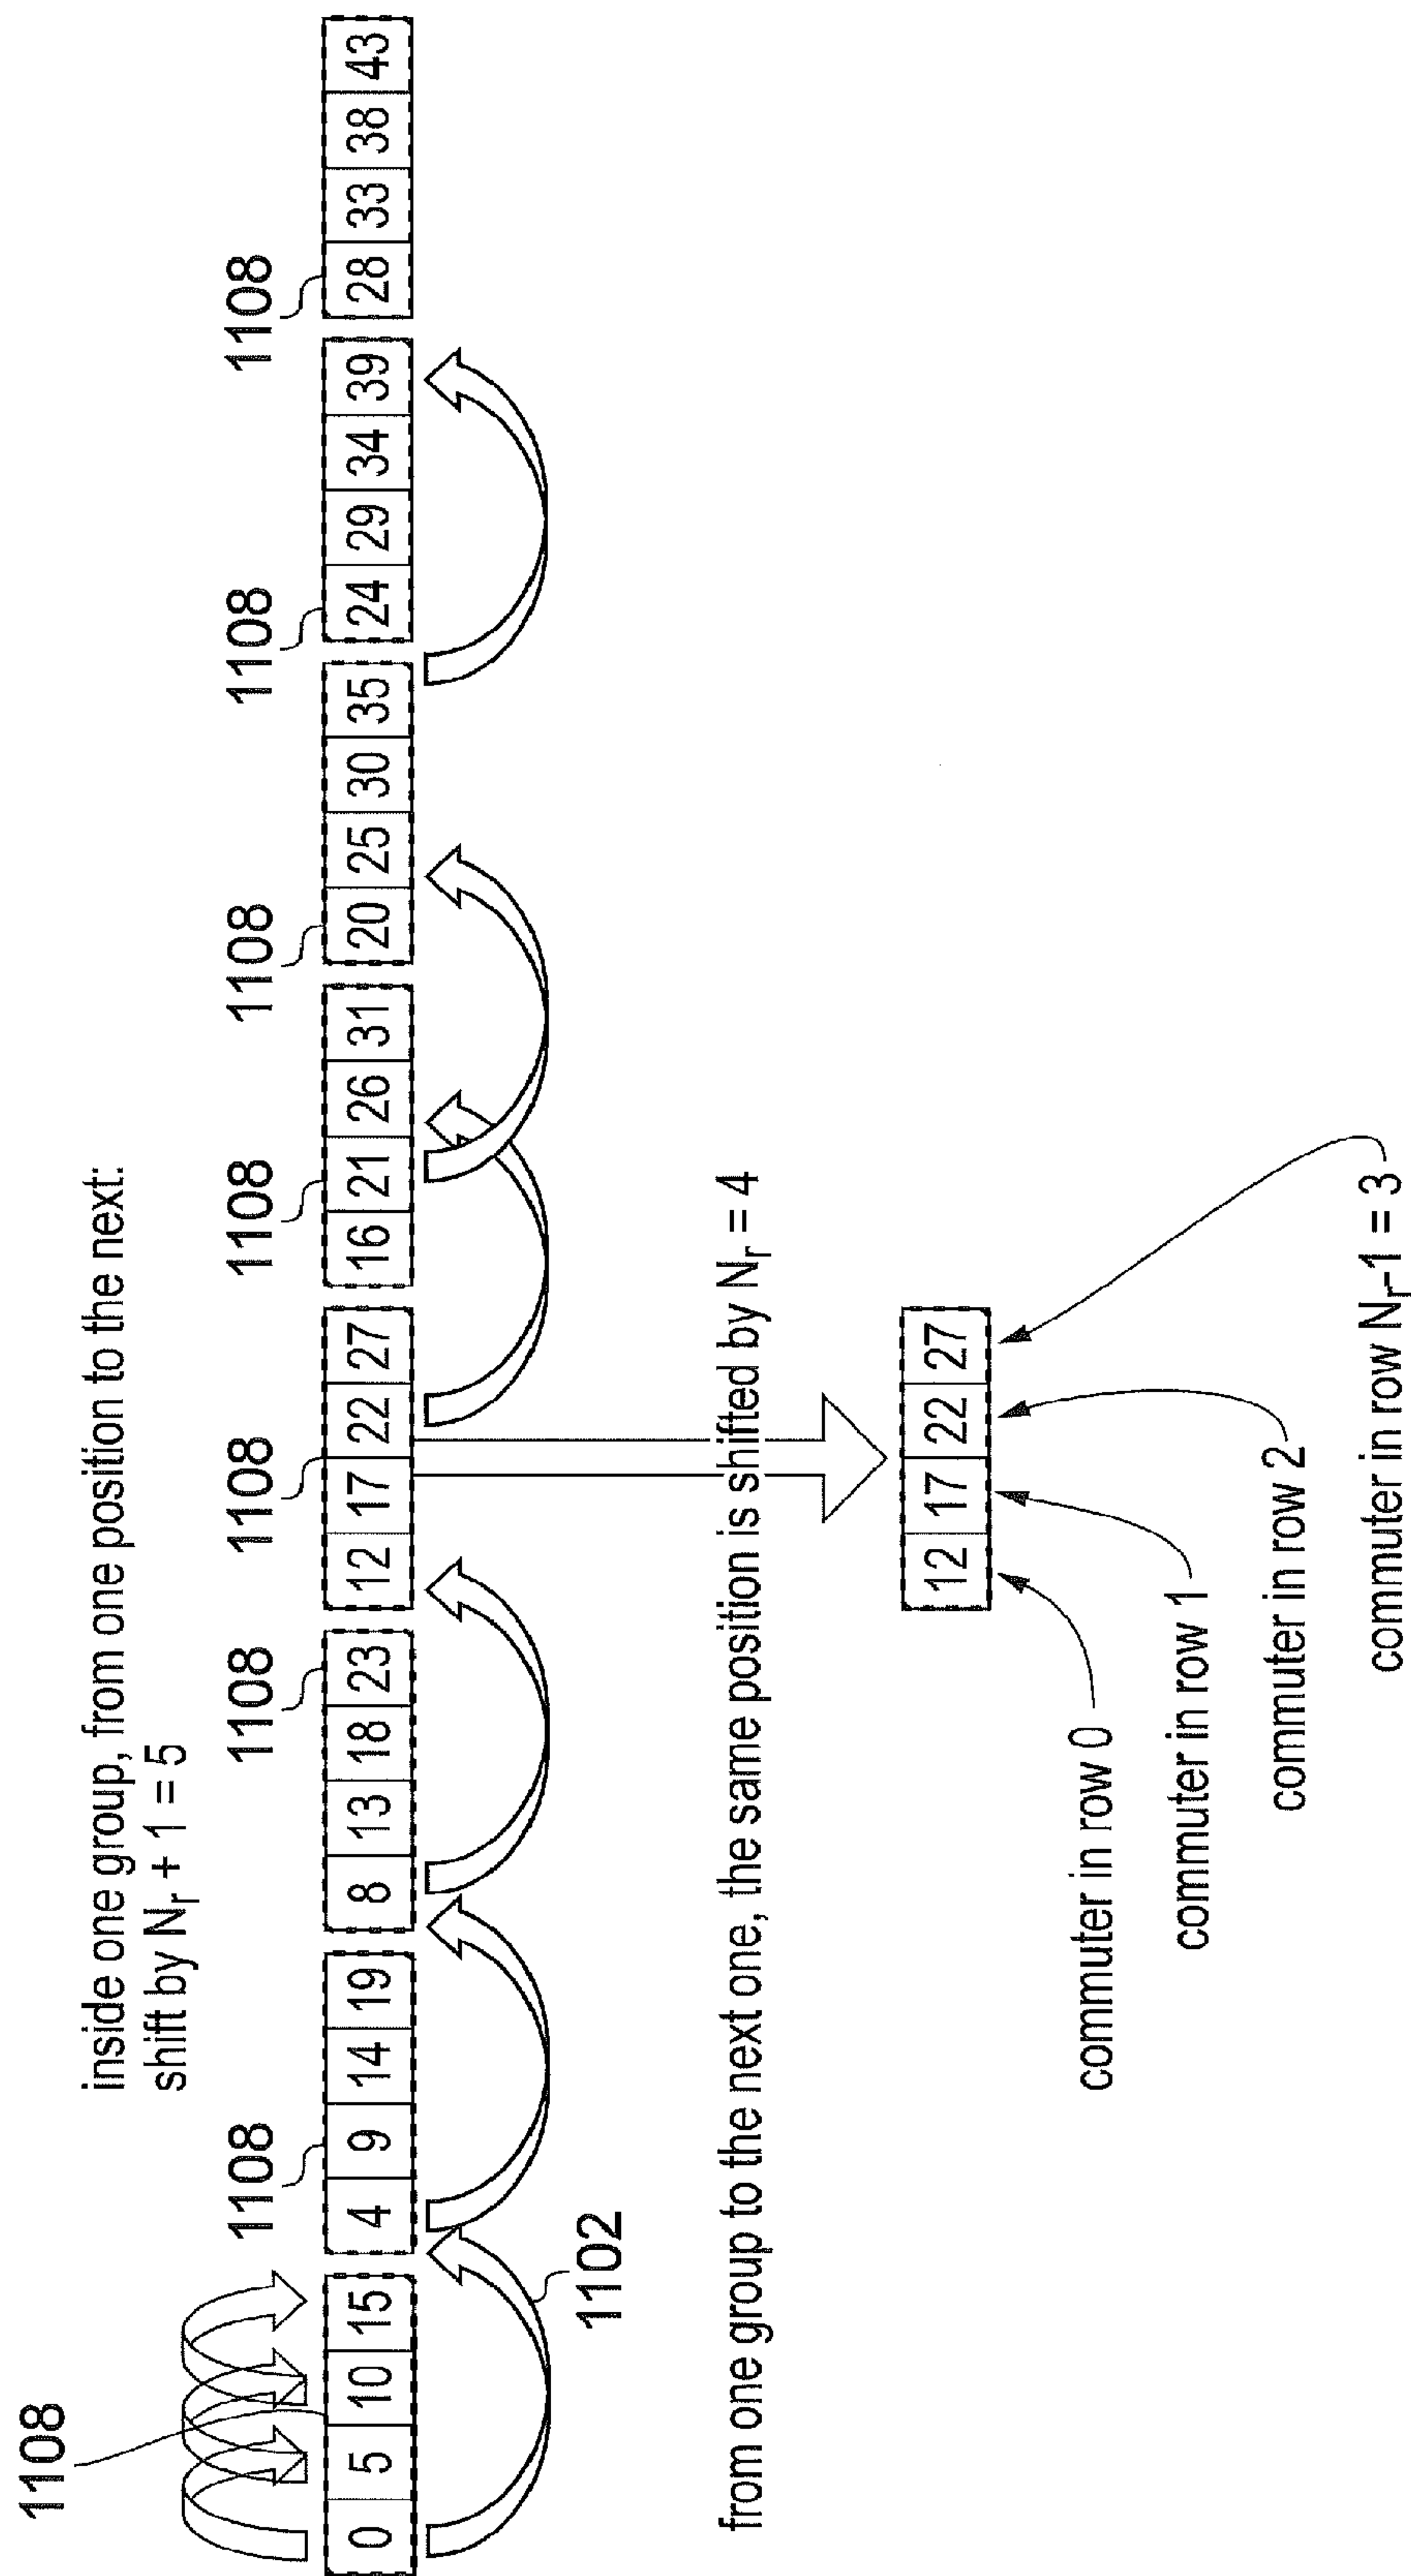 inside one group, from one position to the next:
shift by Nr + 1 = 5
1108 1108 1108 1108 1108 1108 1108 1108
0 5 10 15 4 9 14 19 8 13 18 23 12 17 22 27 16 21 26 31 20 25 30 35 24 29 34 39 28 33 38 43
1102
from one group to the next one, the same position is shifted by Nr = 4
12 17 22 27
commuter in row 0
commuter in row 1
commuter in row 2
commuter in row Nr-1 = 3